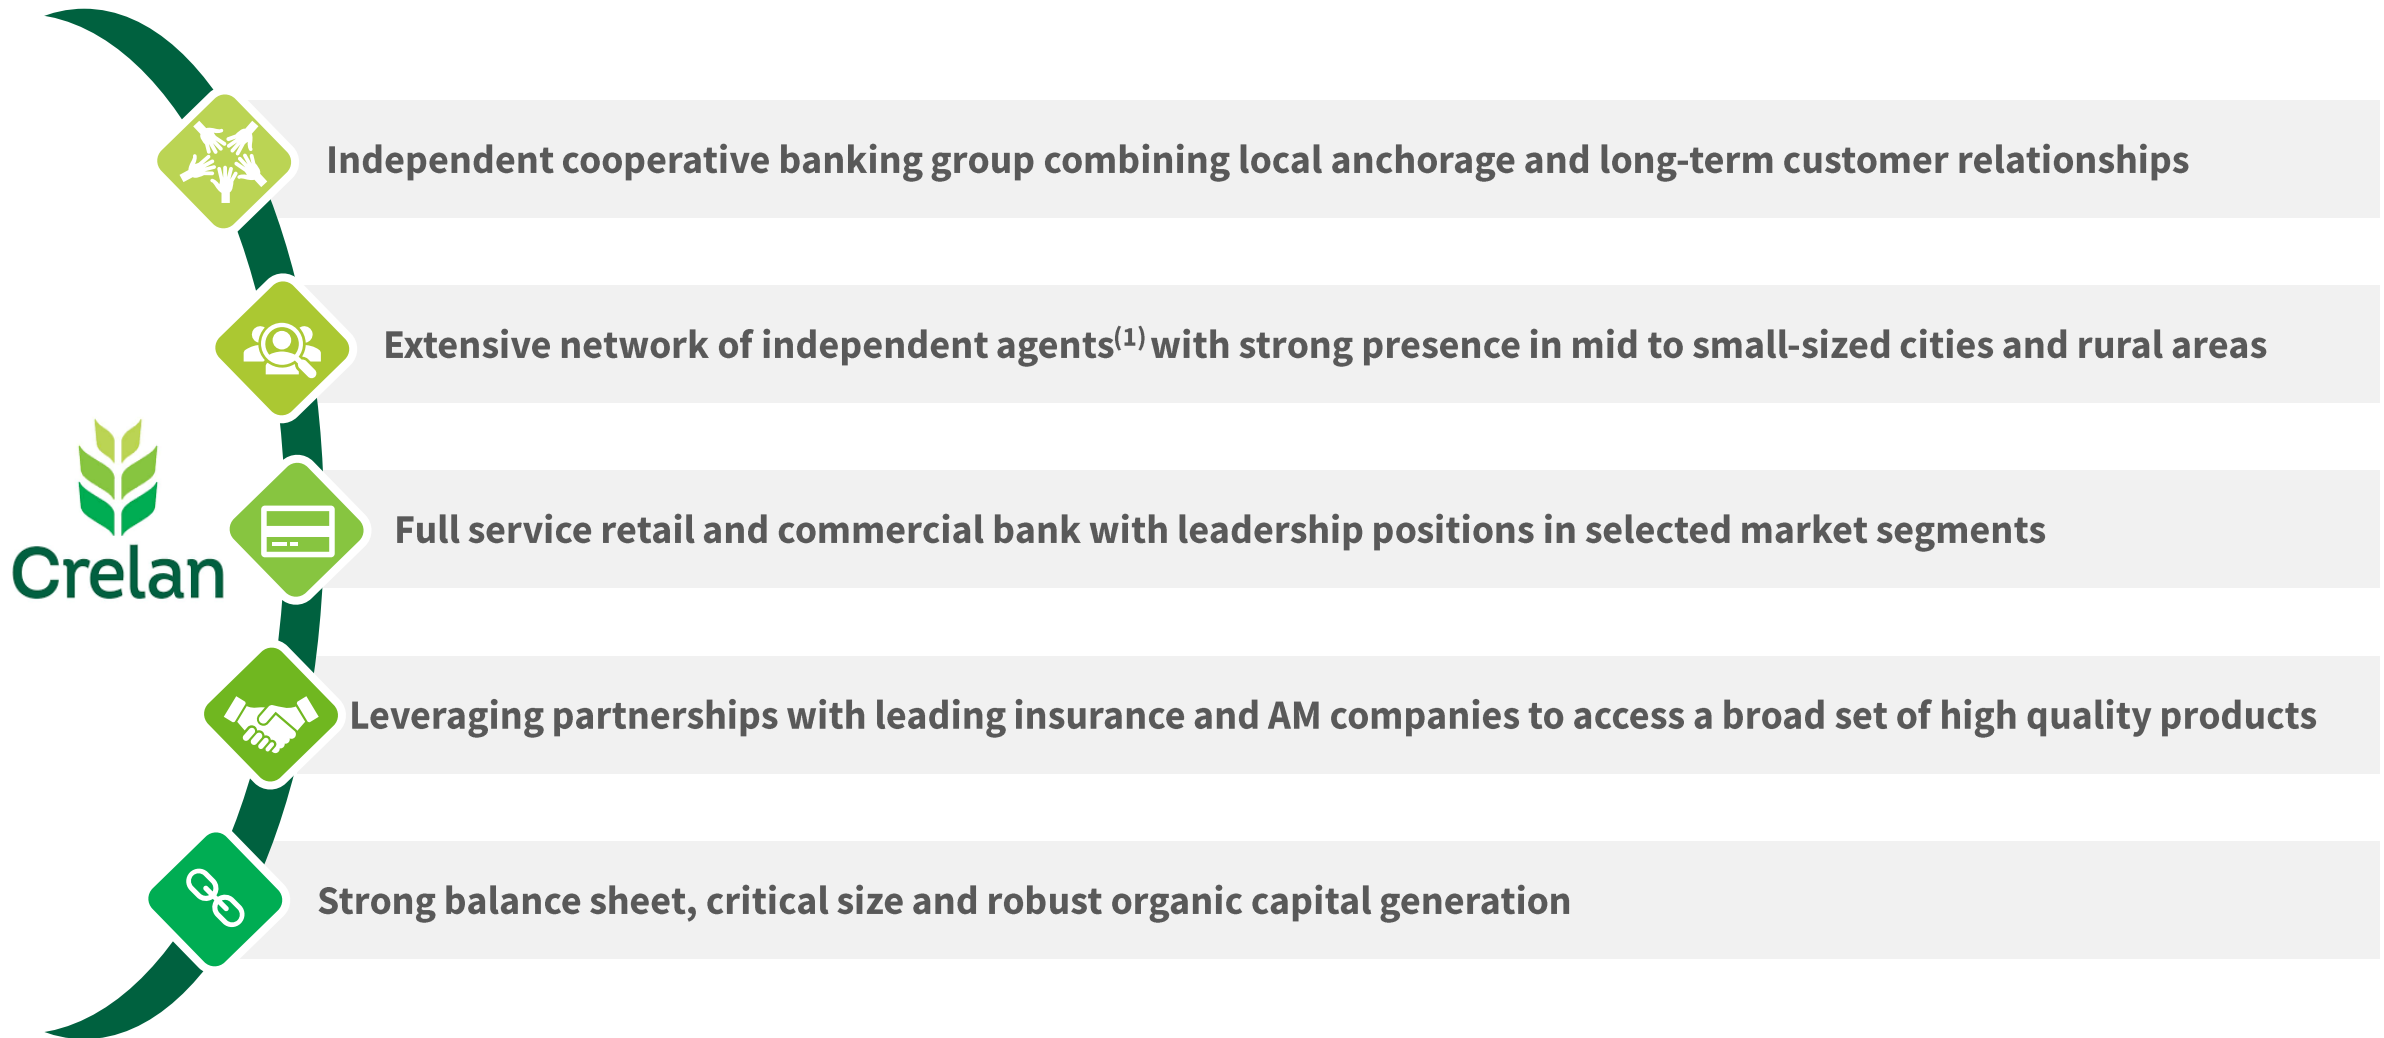 Independent cooperative banking group combining local anchorage and long-term customer relationships
Extensive network of independent agents(1) with strong presence in mid to small-sized cities and rural areas
Crelan
Full service retail and commercial bank with leadership positions in selected market segments
Leveraging partnerships with leading insurance and AM companies to access a broad set of high quality products
Strong balance sheet, critical size and robust organic capital generation